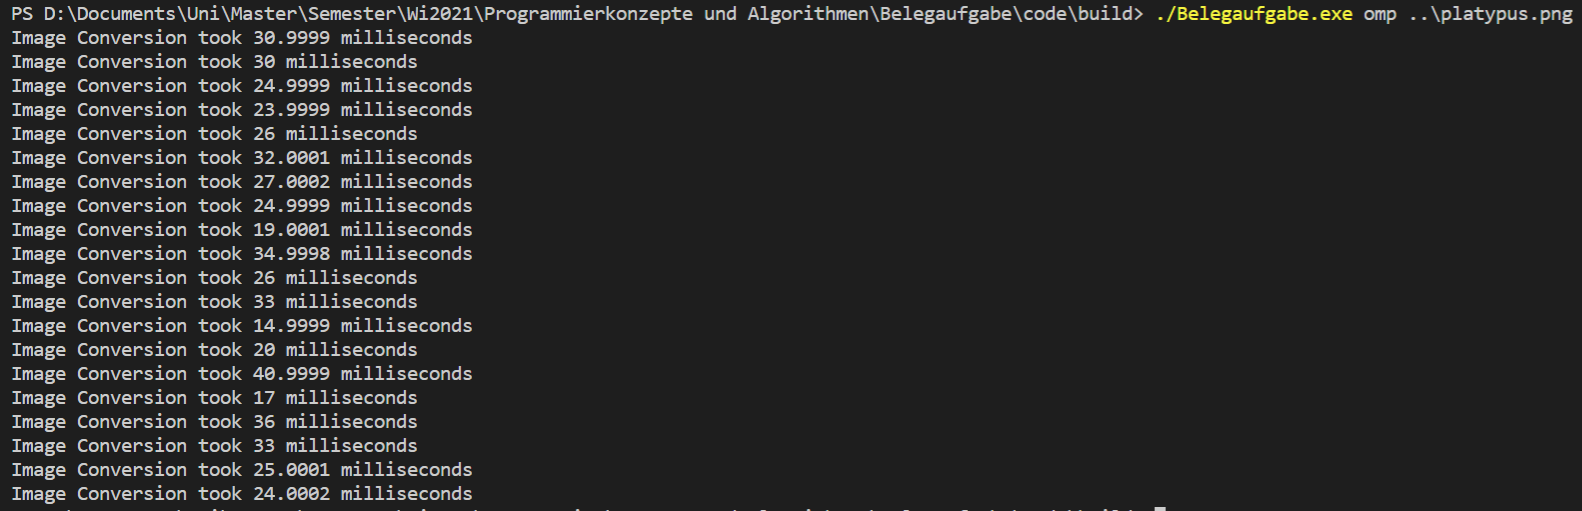 PS D:\Documents\Uni\Master\Semester\Wi2021\Programmierkonzepte und Algorithmen\Belegaufgabe\code\build> ./Belegaufgabe.exe omp ..\platypus.png
Image Conversion took 30.9999 milliseconds
Image Conversion took 30 milliseconds
Image Conversion took 24.9999 milliseconds
Image Conversion took 23.9999 milliseconds
Image Conversion took 26 milliseconds
Image Conversion took 32.0001 milliseconds
Image Conversion took 27.0002 milliseconds
Image Conversion took 24.9999 milliseconds
Image Conversion took 19.0001 milliseconds
Image Conversion took 34.9998 milliseconds
Image Conversion took 26 milliseconds
Image Conversion took 33 milliseconds
Image Conversion took 14.9999 milliseconds
Image Conversion took 20 milliseconds
Image Conversion took 40.9999 milliseconds
Image Conversion took 17 milliseconds
Image Conversion took 36 milliseconds
Image Conversion took 33 milliseconds
Image Conversion took 25.0001 milliseconds
Image Conversion took 24.0002 milliseconds